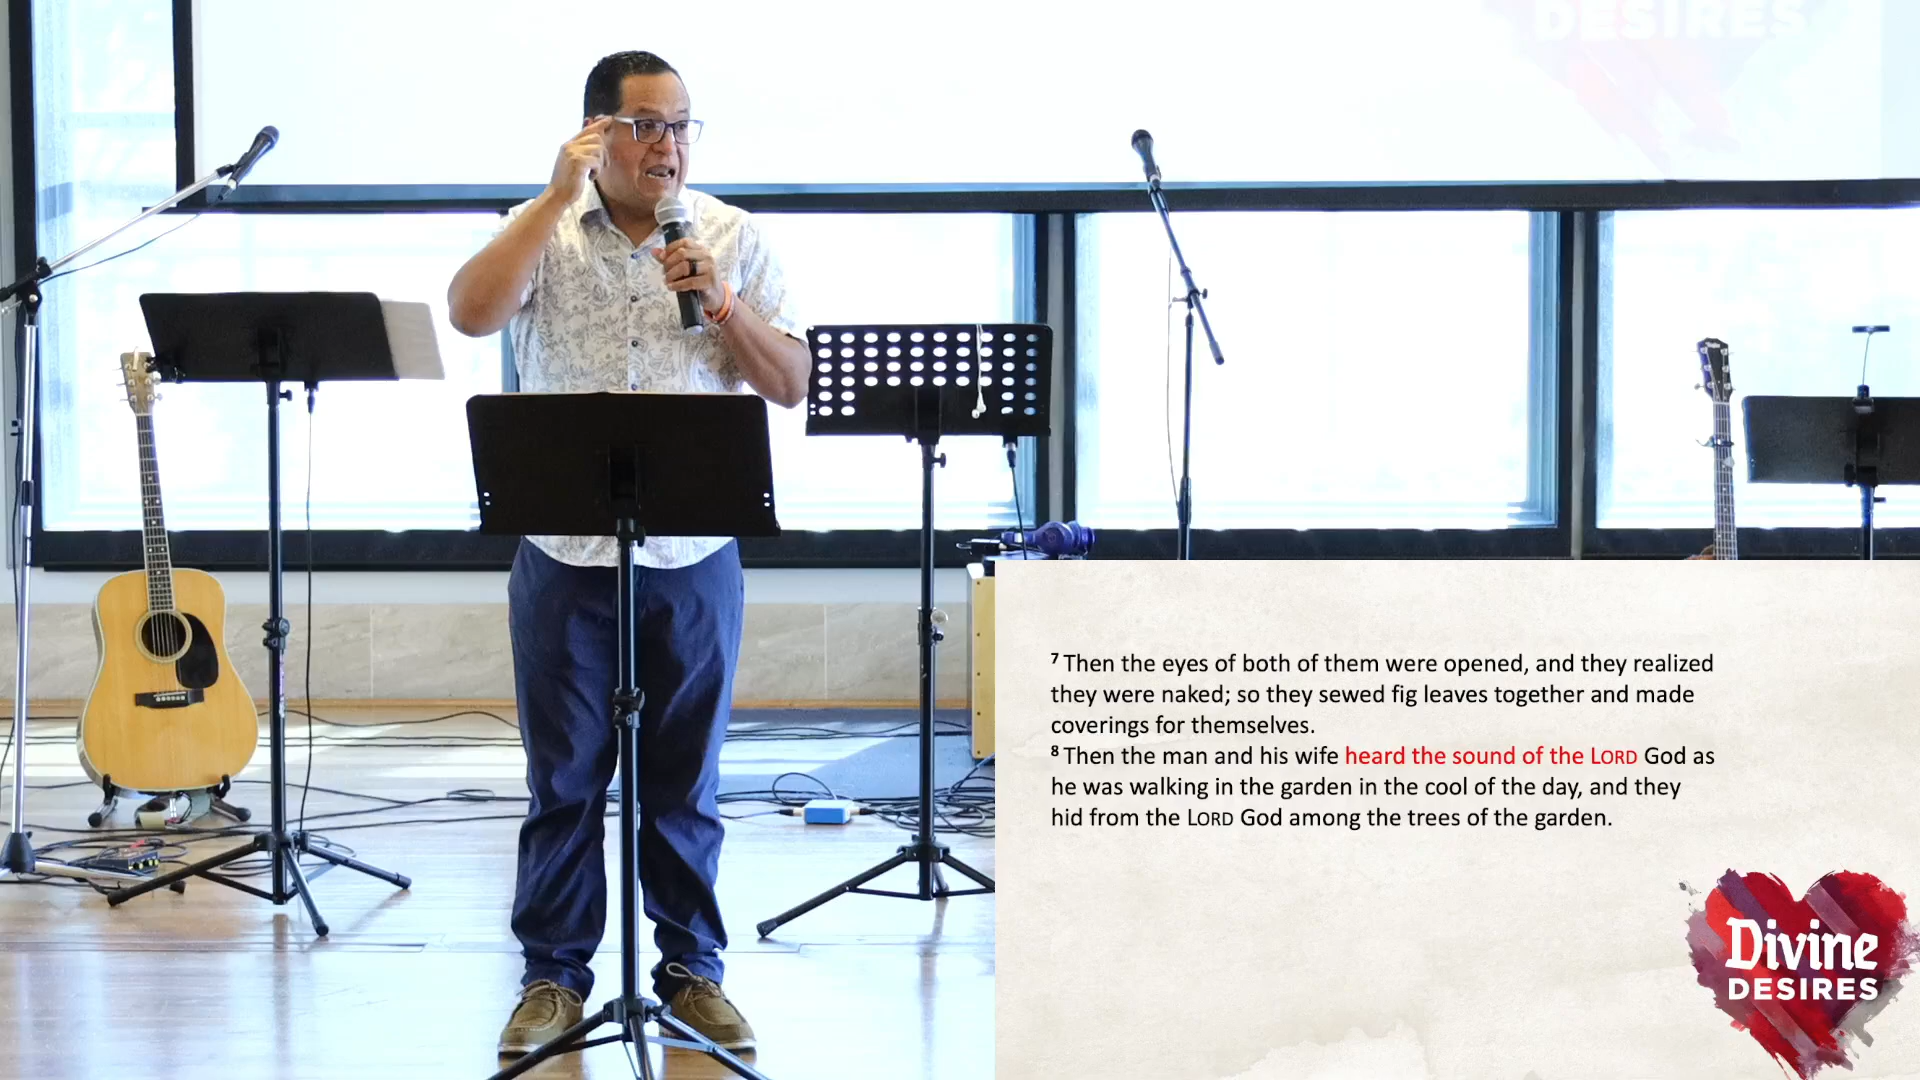 DESIRES
⁷ Then the eyes of both of them were opened, and they realized
they were naked; so they sewed fig leaves together and made
coverings for themselves.
⁸ Then the man and his wife heard the sound of the LORD God as
he was walking in the garden in the cool of the day, and they
hid from the LORD God among the trees of the garden.
Divine
DESIRES